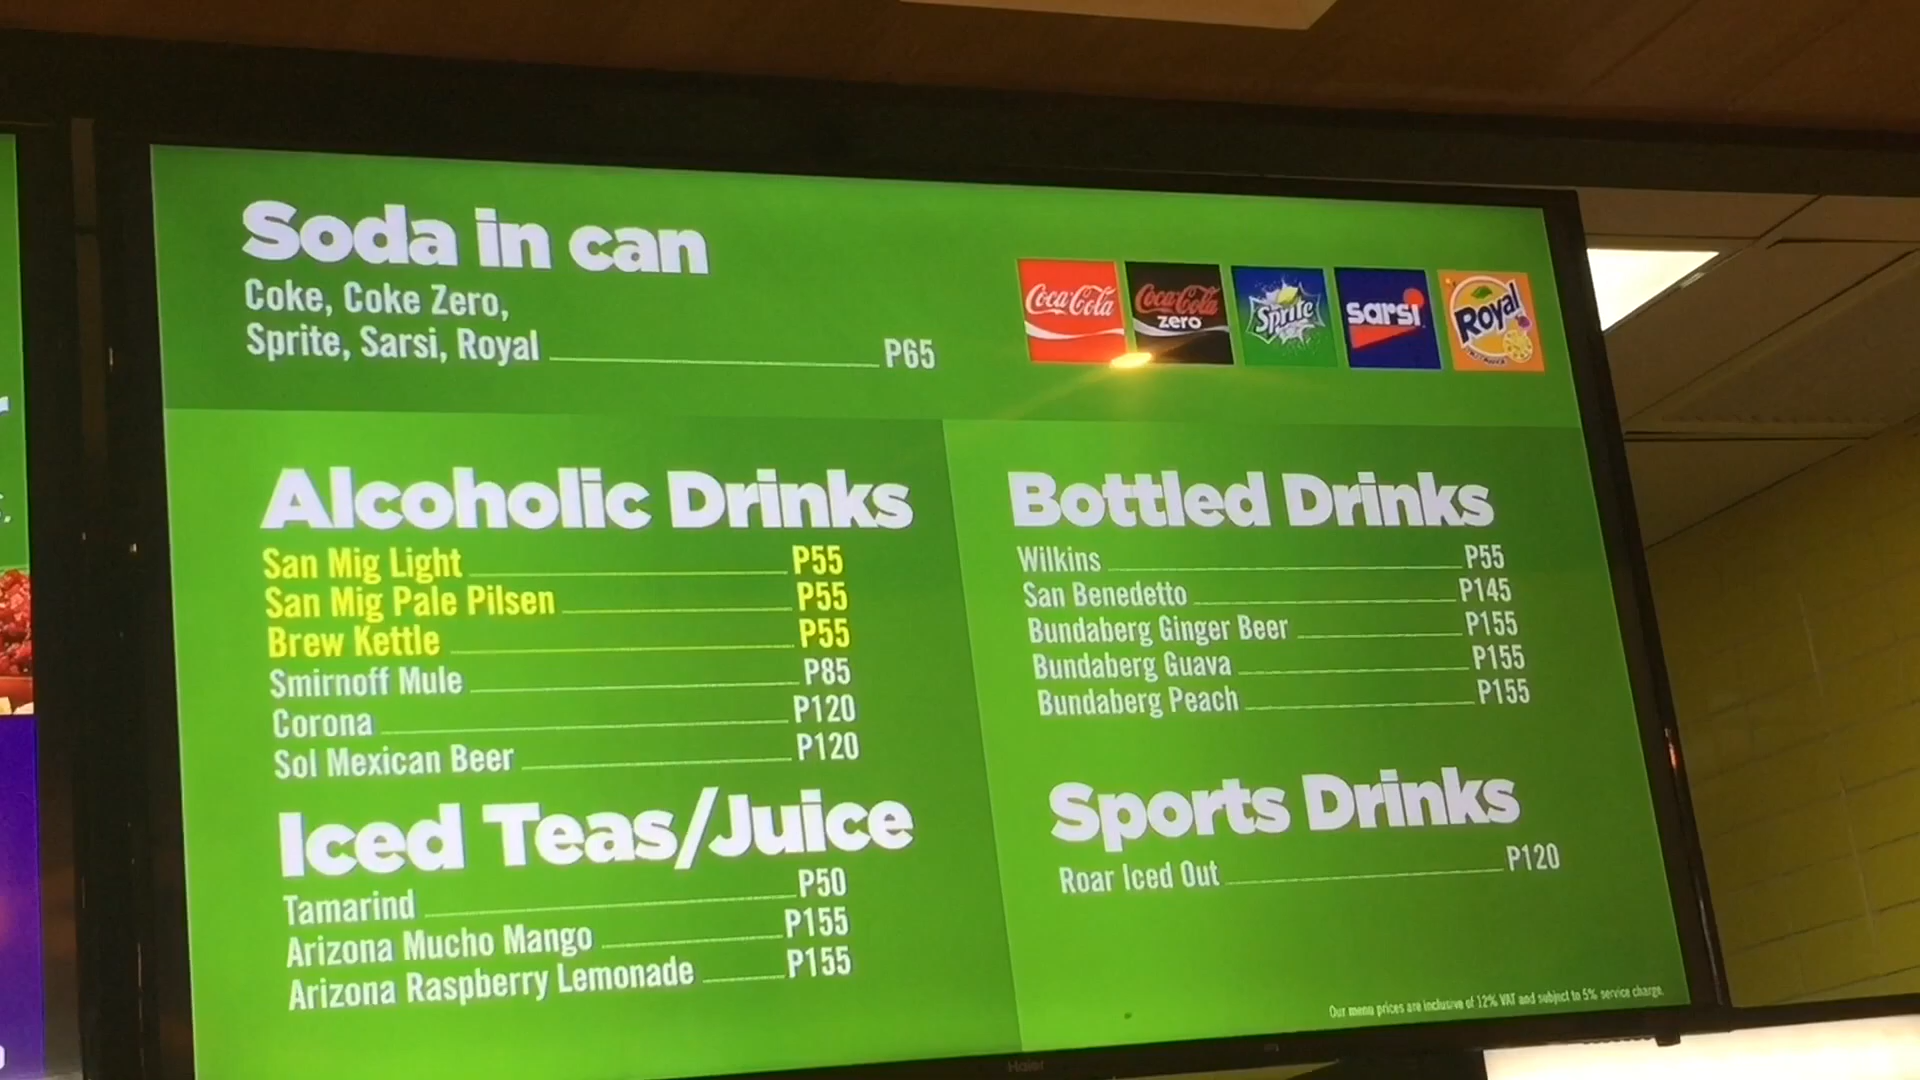 Soda in can
Coke, Coke Zero,
Sprite, Sarsi, Royal P65
Coca-Cola
Coca-Cola zero
Sprite
sarsi
Royal
Alcoholic Drinks
San Mig Light P55
San Mig Pale Pilsen P55
Brew Kettle P55
Smirnoff Mule P85
Corona P120
Sol Mexican Beer P120
Iced Teas/Juice
Tamarind P50
Arizona Mucho Mango P155
Arizona Raspberry Lemonade P155
Bottled Drinks
Wilkins P55
San Benedetto P145
Bundaberg Ginger Beer P155
Bundaberg Guava P155
Bundaberg Peach P155
Sports Drinks
Roar Iced Out P120
Our menu prices are inclusive of 12% VAT and subject to 5% service charge.
Haier